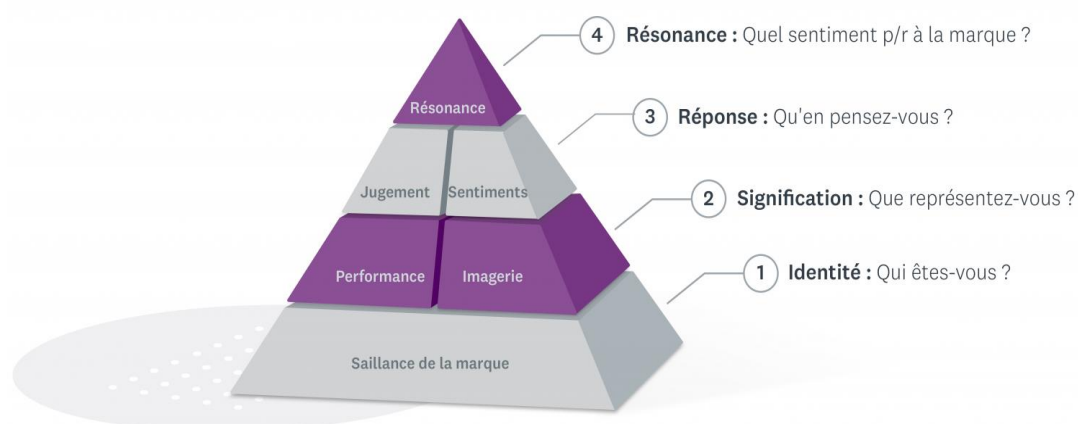 4 Résonance : Quel sentiment p/r à la marque ?
Résonance
3 Réponse : Qu'en pensez-vous ?
Jugement Sentiments
2 Signification : Que représentez-vous ?
Performance Imagerie
1 Identité : Qui êtes-vous ?
Saillance de la marque